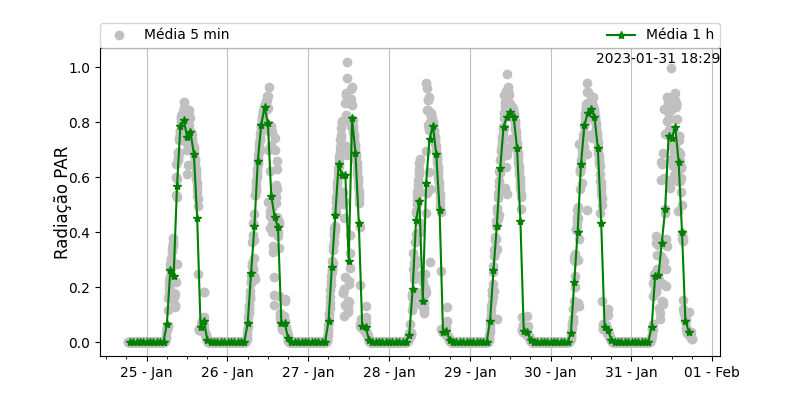 Média 5 min
Média 1 h
2023-01-31 18:29
Radiação PAR
1.0
0.8
0.6
0.4
0.2
0.0
25 - Jan
26 - Jan
27 - Jan
28 - Jan
29 - Jan
30 - Jan
31 - Jan
01 - Feb